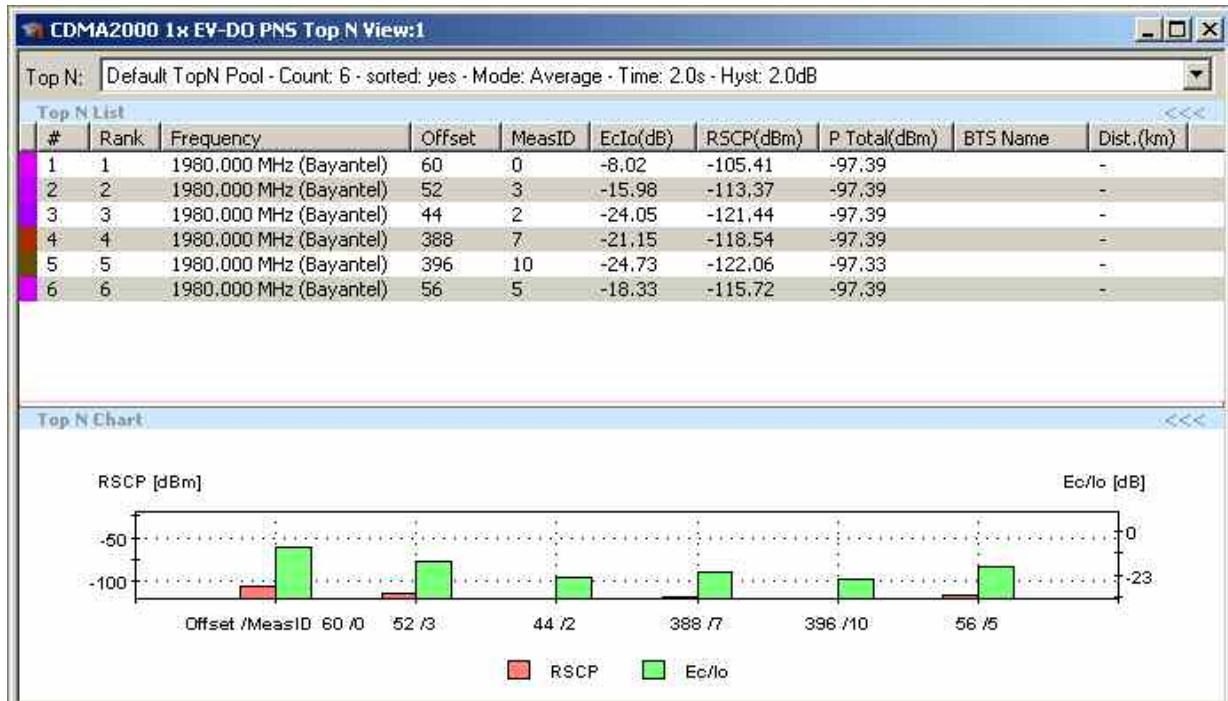 CDMA2000 1x EV-DO PNS Top N View:1
Top N: Default TopN Pool - Count: 6 - sorted: yes - Mode: Average - Time: 2.0s - Hyst: 2.0dB
Top N List <<<
# Rank Frequency Offset MeasID EcIo(dB) RSCP(dBm) P Total(dBm) BTS Name Dist.(km)
1 1 1980.000 MHz (Bayantel) 60 0 -8.02 -105.41 -97.39 -
2 2 1980.000 MHz (Bayantel) 52 3 -15.98 -113.37 -97.39 -
3 3 1980.000 MHz (Bayantel) 44 2 -24.05 -121.44 -97.39 -
4 4 1980.000 MHz (Bayantel) 388 7 -21.15 -118.54 -97.39 -
5 5 1980.000 MHz (Bayantel) 396 10 -24.73 -122.06 -97.33 -
6 6 1980.000 MHz (Bayantel) 56 5 -18.33 -115.72 -97.39 -
Top N Chart <<<
RSCP [dBm] Ec/Io [dB]
-50 0
-100 -23
Offset /MeasID 60 /0 52 /3 44 /2 388 /7 396 /10 56 /5
RSCP Ec/Io